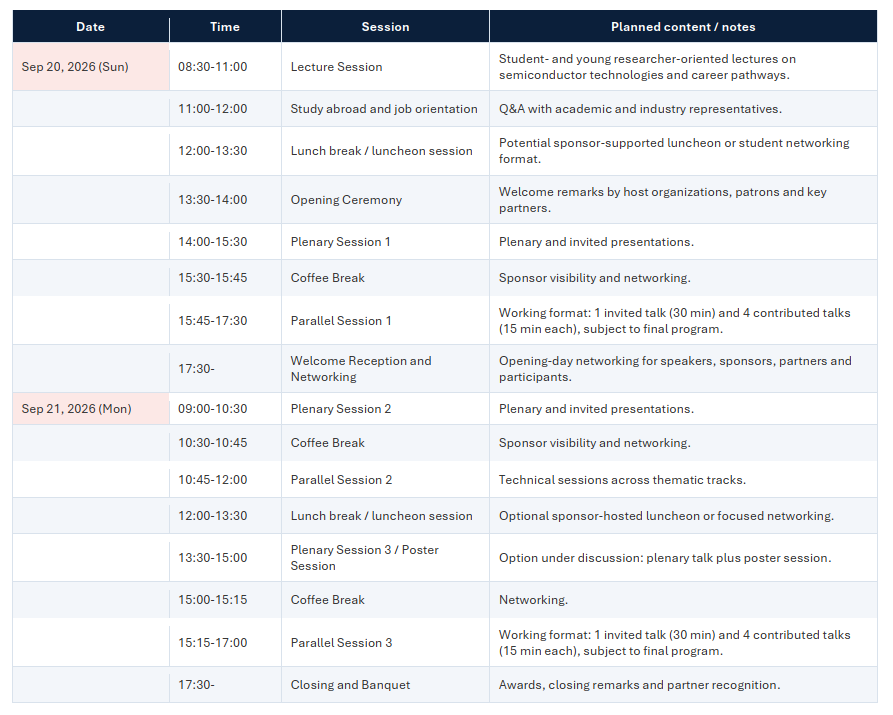 Date Time Session Planned content / notes
Sep 20, 2026 (Sun) 08:30-11:00 Lecture Session Student- and young researcher-oriented lectures on
semiconductor technologies and career pathways.
11:00-12:00 Study abroad and job orientation Q&A with academic and industry representatives.
12:00-13:30 Lunch break / luncheon session Potential sponsor-supported luncheon or student networking
format.
13:30-14:00 Opening Ceremony Welcome remarks by host organizations, patrons and key
partners.
14:00-15:30 Plenary Session 1 Plenary and invited presentations.
15:30-15:45 Coffee Break Sponsor visibility and networking.
15:45-17:30 Parallel Session 1 Working format: 1 invited talk (30 min) and 4 contributed talks
(15 min each), subject to final program.
17:30- Welcome Reception and Opening-day networking for speakers, sponsors, partners and
Networking participants.
Sep 21, 2026 (Mon) 09:00-10:30 Plenary Session 2 Plenary and invited presentations.
10:30-10:45 Coffee Break Sponsor visibility and networking.
10:45-12:00 Parallel Session 2 Technical sessions across thematic tracks.
12:00-13:30 Lunch break / luncheon session Optional sponsor-hosted luncheon or focused networking.
13:30-15:00 Plenary Session 3 / Poster Option under discussion: plenary talk plus poster session.
Session
15:00-15:15 Coffee Break Networking.
15:15-17:00 Parallel Session 3 Working format: 1 invited talk (30 min) and 4 contributed talks
(15 min each), subject to final program.
17:30- Closing and Banquet Awards, closing remarks and partner recognition.